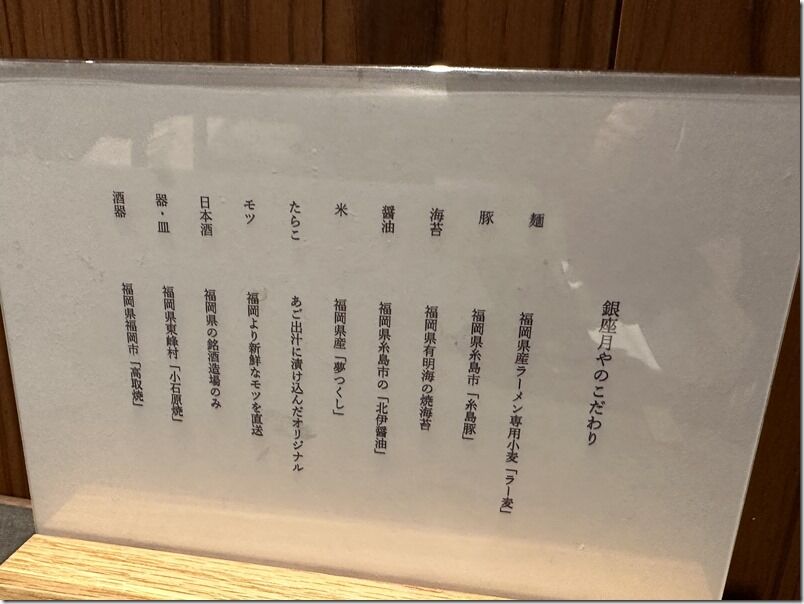 銀座月やのこだわり
麺 福岡県産ラーメン専用小麦「ラー麦」
豚 福岡県糸島市「糸島豚」
海苔 福岡県有明海の焼海苔
醤油 福岡県糸島市の「北伊醤油」
米 福岡県産「夢つくし」
たらこ あご出汁に漬け込んだオリジナル
モツ 福岡より新鮮なモツを直送
日本酒 福岡県の銘酒造場のみ
器・皿 福岡県東峰村「小石原焼」
酒器 福岡県福岡市「高取焼」